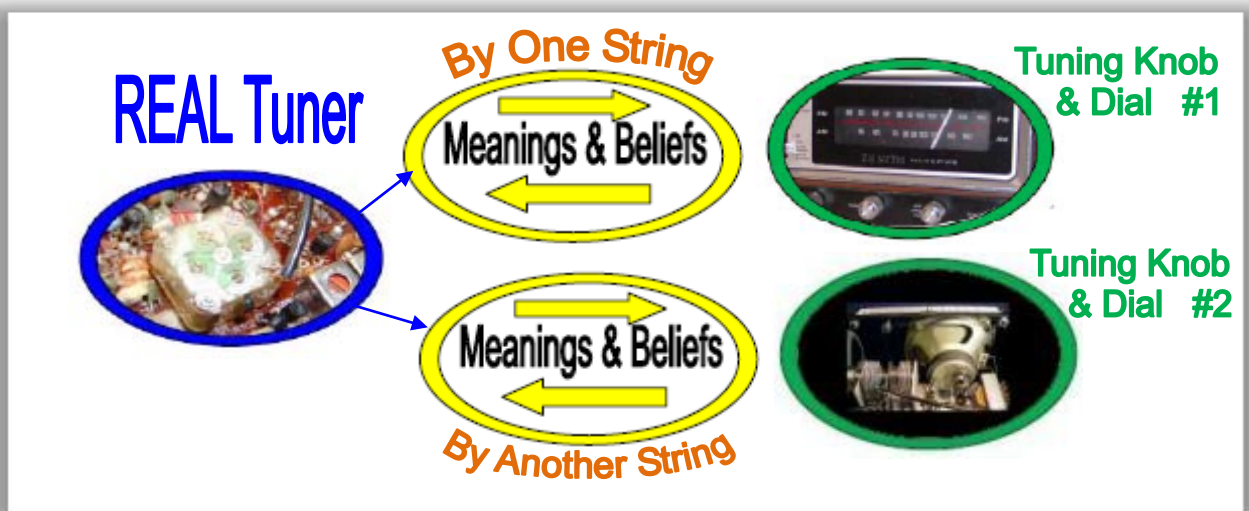 REAL Tuner
By One String
Meanings & Beliefs
Tuning Knob
& Dial #1
Meanings & Beliefs
By Another String
Tuning Knob
& Dial #2